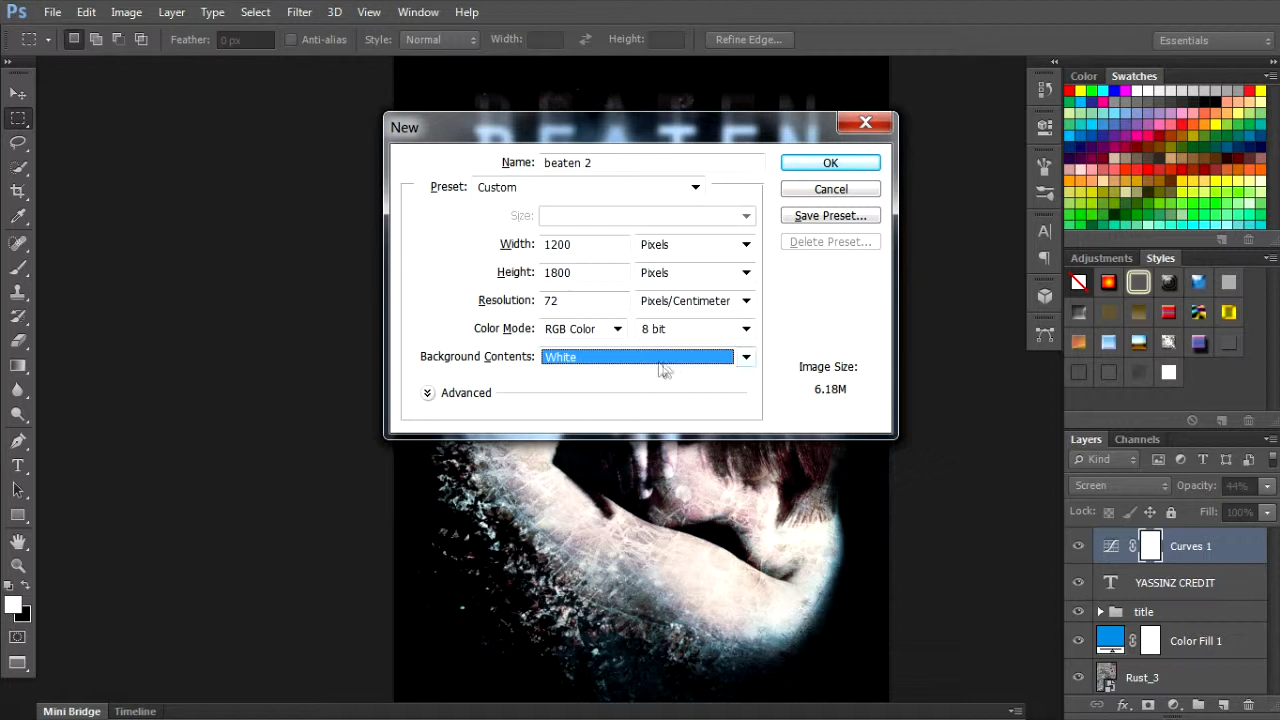 Ps File Edit Image Layer Type Select Filter 3D View Window Help
Feather: 0 px Anti-alias Style: Normal Width: Height: Refine Edge... Essentials
Color Swatches
BEATEN
New
Name: beaten 2 OK
Preset: Custom Cancel
Size: Save Preset...
Width: 1200 Pixels Delete Preset...
Height: 1800 Pixels
Resolution: 72 Pixels/Centimeter
Color Mode: RGB Color 8 bit
Background Contents: White
Image Size:
6.18M
Advanced
Adjustments Styles
Layers Channels
Kind
Screen Opacity: 44%
Lock: Fill: 100%
Curves 1
YASSINZ CREDIT
title
Color Fill 1
Rust_3
Mini Bridge Timeline